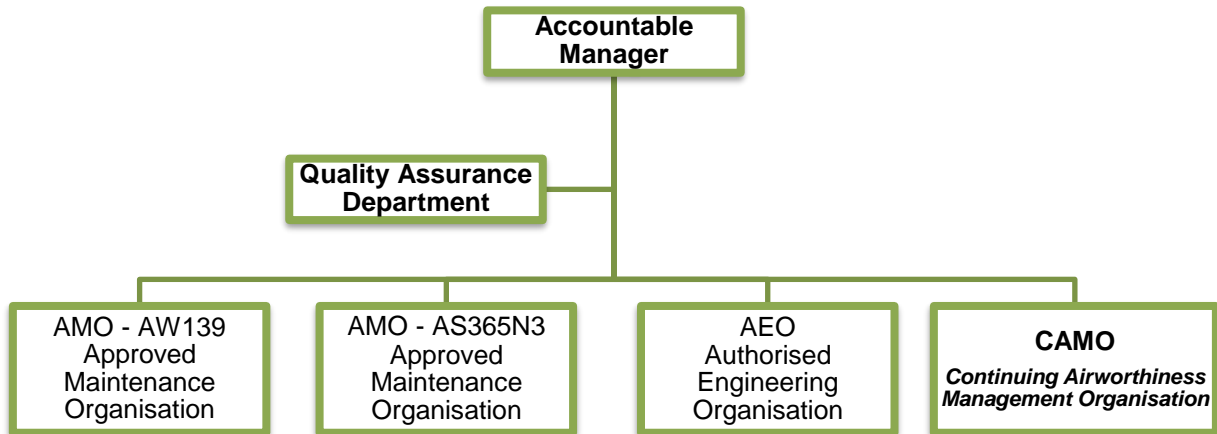 Accountable
Manager
Quality Assurance
Department
AMO - AW139
Approved
Maintenance
Organisation
AMO - AS365N3
Approved
Maintenance
Organisation
AEO
Authorised
Engineering
Organisation
CAMO
Continuing Airworthiness
Management Organisation